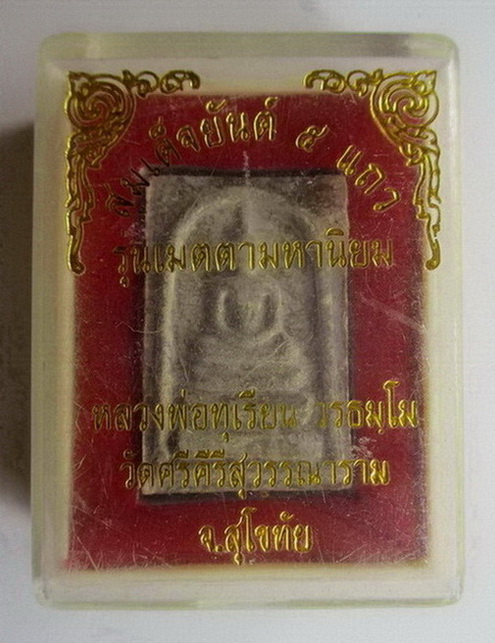 สมเด็จยันต์ ๕ แถว
รุ่นเมตตามหานิยม
หลวงพ่อทุเรียน วรธมฺโม
วัดศรีคีรีสุวรรณาราม
จ.สุโขทัย